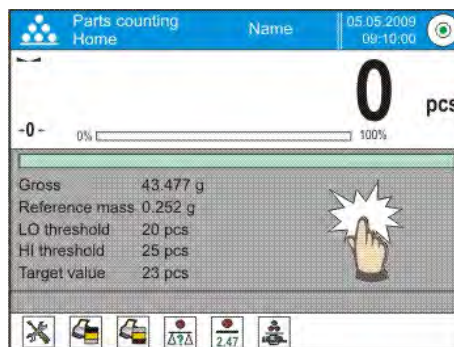 Parts counting
Home
Name
05.05.2009
09:10:00
0
pcs
-0-
0%
100%
Gross 43.477 g
Reference mass 0.252 g
LO threshold 20 pcs
HI threshold 25 pcs
Target value 23 pcs
?
2.47